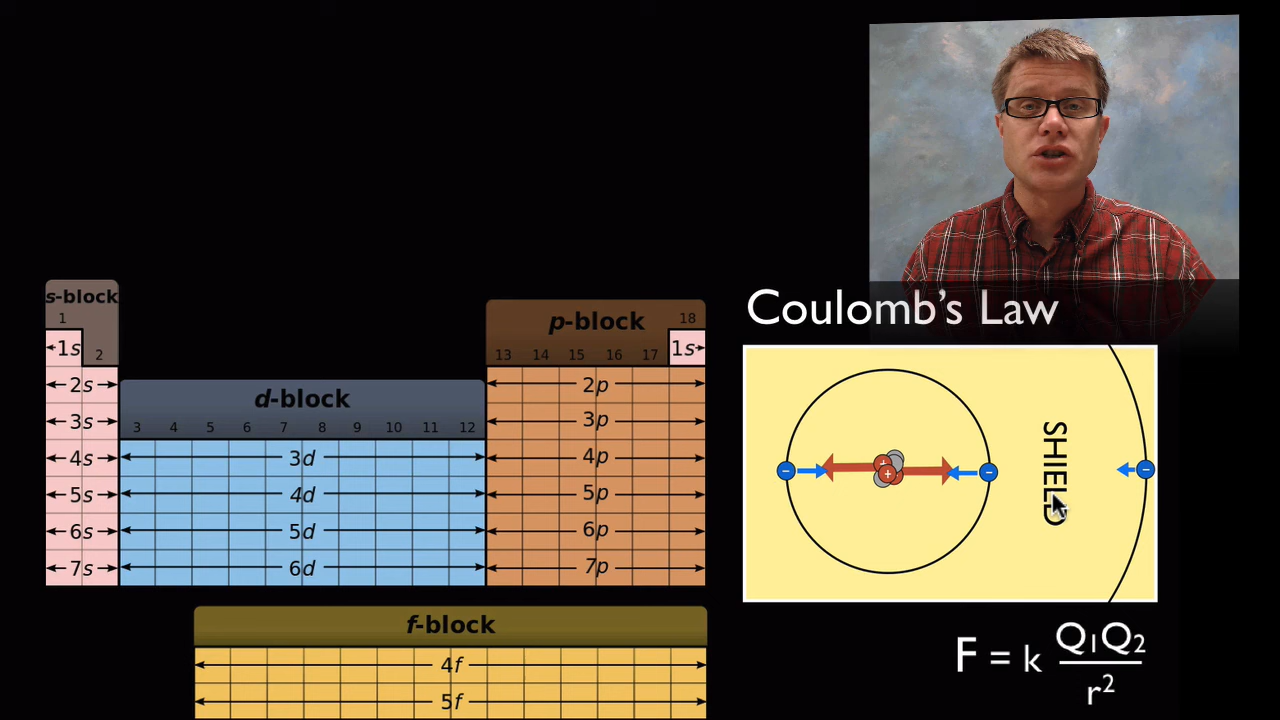 s-block
1
18
1s
2
p-block
13 14 15 16 17
1s
2s
2p
d-block
3 4 5 6 7 8 9 10 11 12
3s
3p
4s
3d
4p
5s
4d
5p
6s
5d
6p
7s
6d
7p
f-block
4f
5f
Coulomb's Law
− + + − −
SHIELD
F = k Q₁Q₂
r²